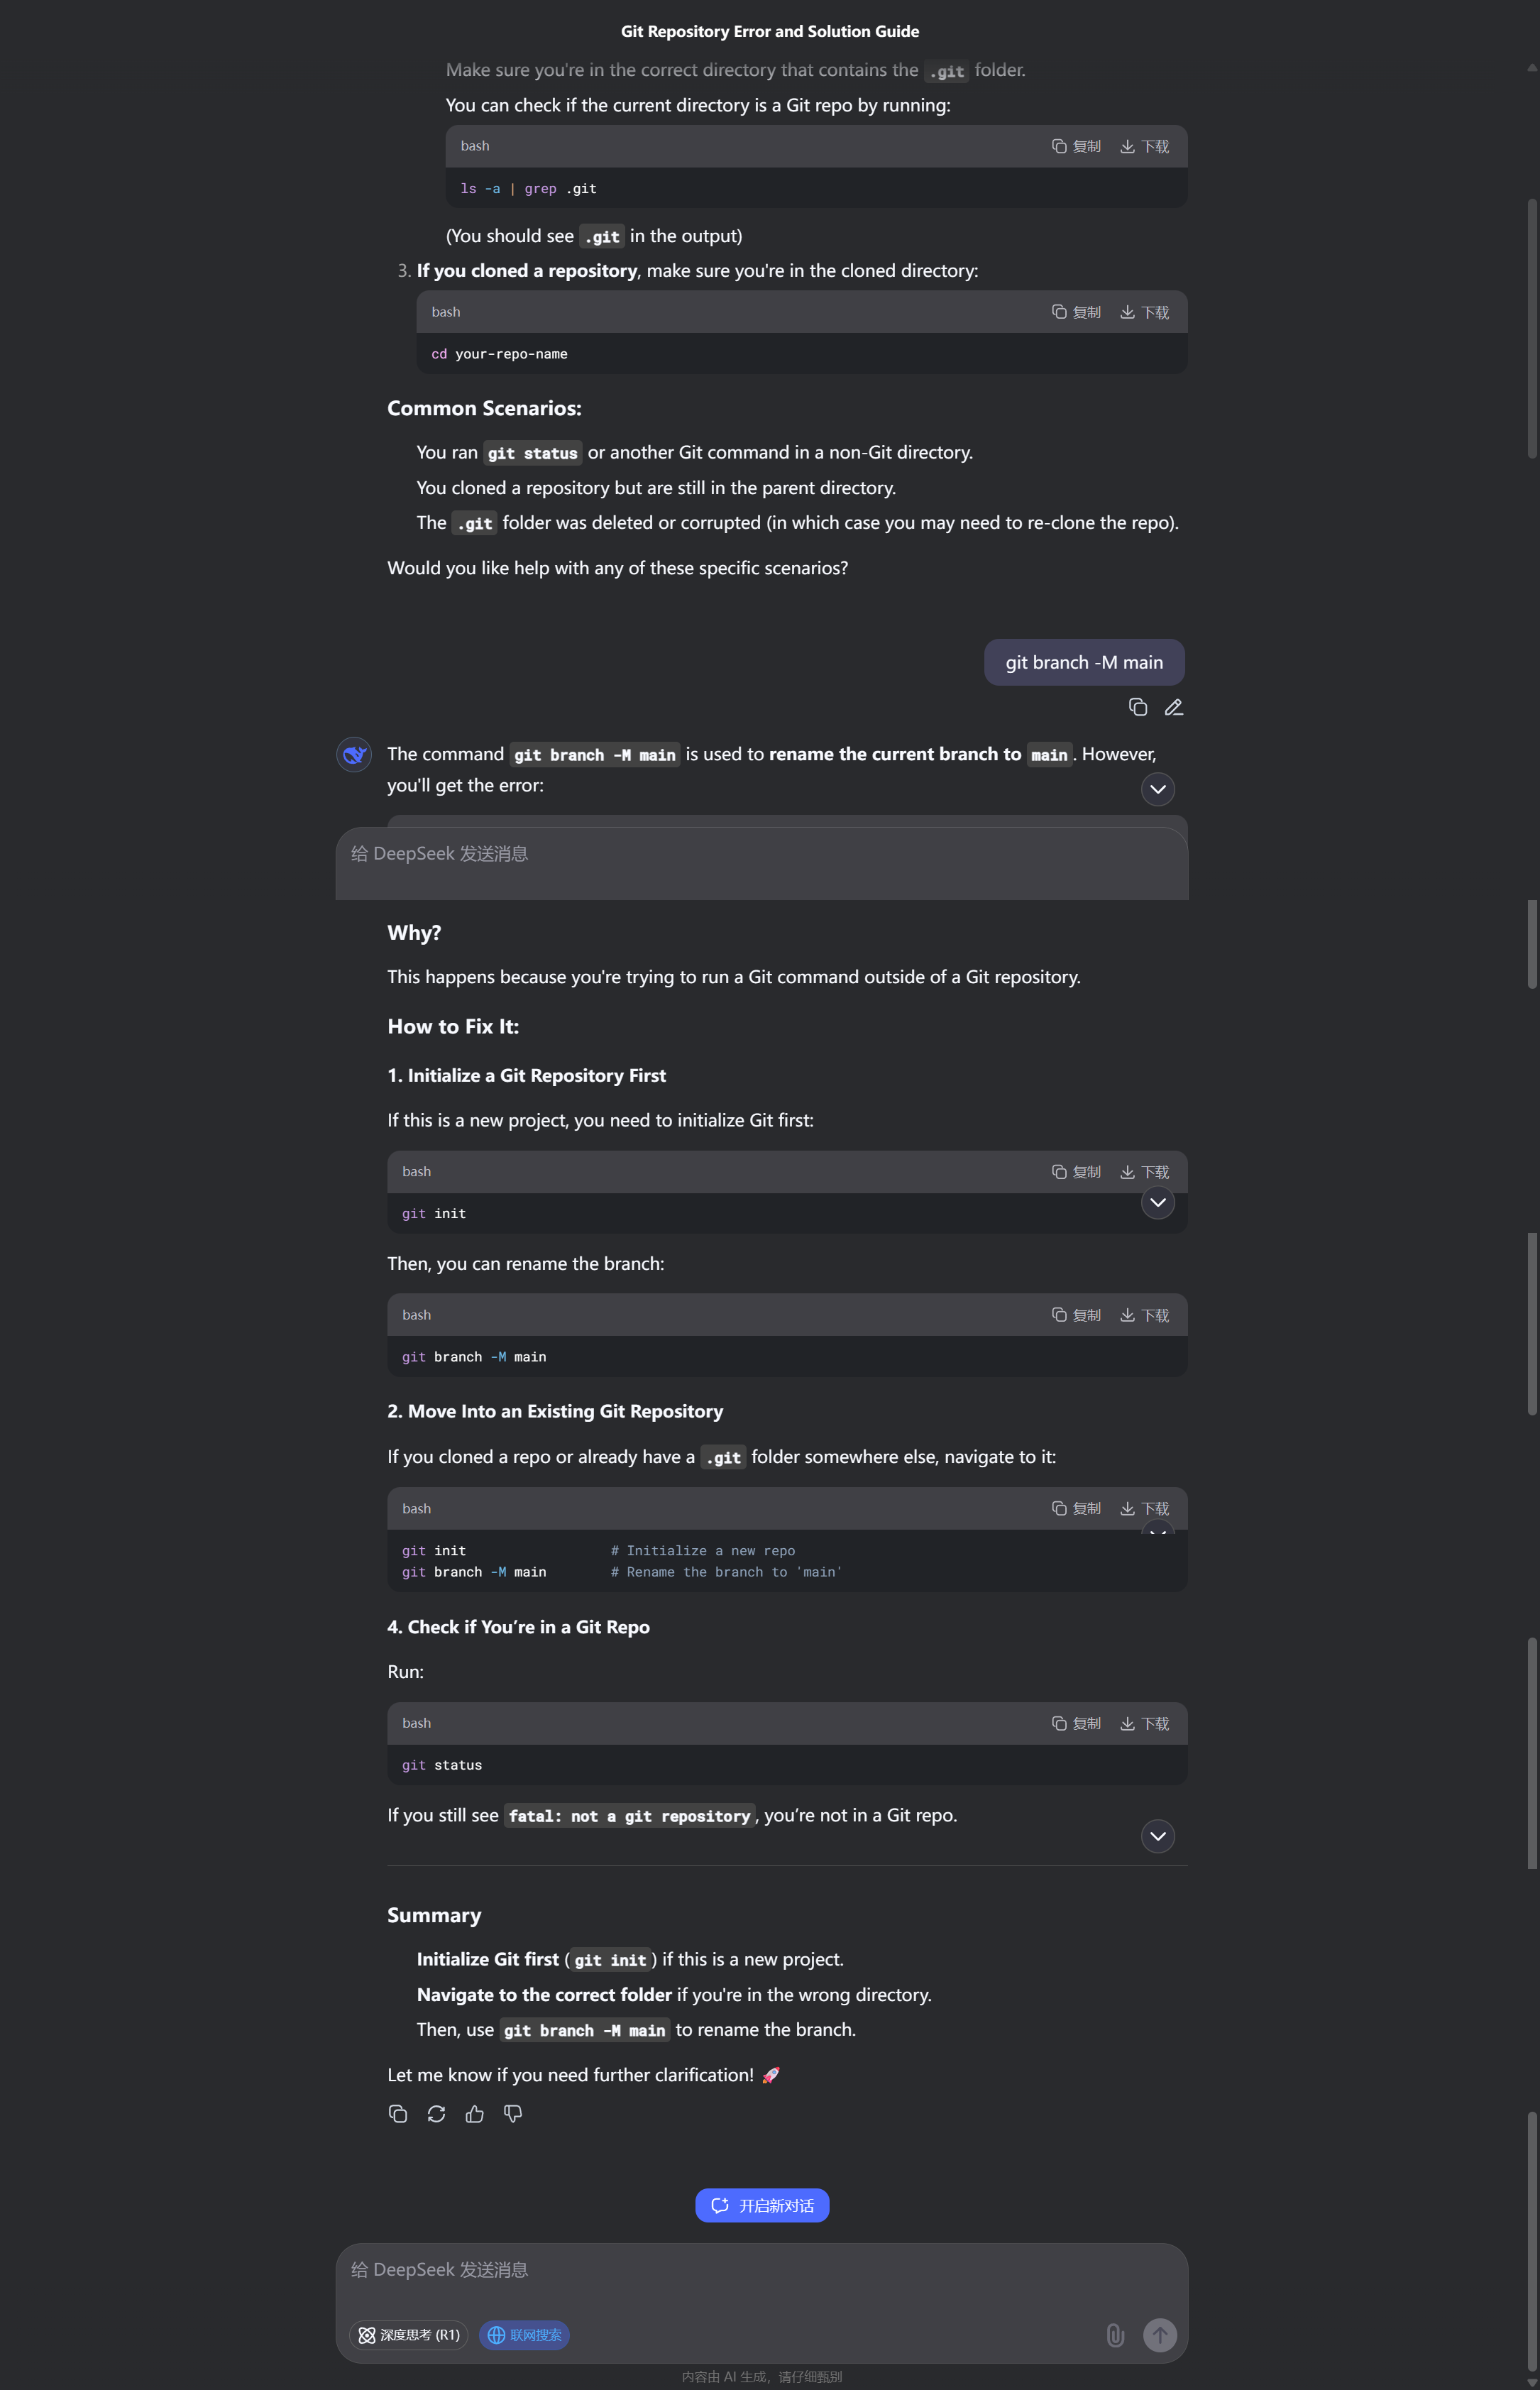 Git Repository Error and Solution Guide
Make sure you're in the correct directory that contains the .git folder.
You can check if the current directory is a Git repo by running:
bash 复制 下载
ls -a | grep .git
(You should see .git in the output)
3. If you cloned a repository, make sure you're in the cloned directory:
bash 复制 下载
cd your-repo-name
Common Scenarios:
You ran git status or another Git command in a non-Git directory.
You cloned a repository but are still in the parent directory.
The .git folder was deleted or corrupted (in which case you may need to re-clone the repo).
Would you like help with any of these specific scenarios?
git branch -M main
The command git branch -M main is used to rename the current branch to main. However,
you'll get the error:
给 DeepSeek 发送消息
Why?
This happens because you're trying to run a Git command outside of a Git repository.
How to Fix It:
1. Initialize a Git Repository First
If this is a new project, you need to initialize Git first:
bash 复制 下载
git init
Then, you can rename the branch:
bash 复制 下载
git branch -M main
2. Move Into an Existing Git Repository
If you cloned a repo or already have a .git folder somewhere else, navigate to it:
bash 复制 下载
git init # Initialize a new repo
git branch -M main # Rename the branch to 'main'
4. Check if You’re in a Git Repo
Run:
bash 复制 下载
git status
If you still see fatal: not a git repository, you’re not in a Git repo.
Summary
Initialize Git first (git init) if this is a new project.
Navigate to the correct folder if you're in the wrong directory.
Then, use git branch -M main to rename the branch.
Let me know if you need further clarification! 🚀
开启新对话
给 DeepSeek 发送消息
深度思考 (R1) 联网搜索
内容由 AI 生成，请仔细甄别